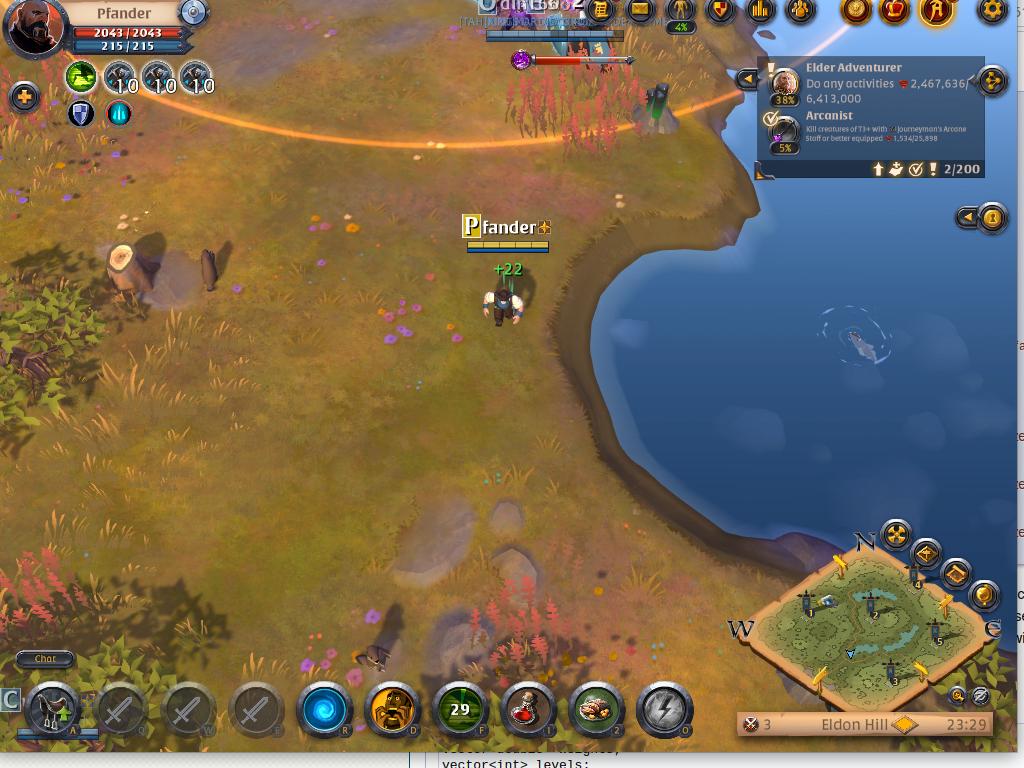 Pfander
2043 / 2043
215 / 215
10
10
10
4%
Elder Adventurer
Do any activities 2,467,636/
6,413,000
38%
Arcanist
Kill creatures of T3+ with Journeyman's Arcane
Staff or better equipped 1,534/25,898
5%
2/200
1
Pfander
+22
N
W
E
1
2
3
4
5
Chat
C
A
Q
W
E
R
D
29
F
1
2
O
3
Eldon Hill
23:29
vector<int> levels;